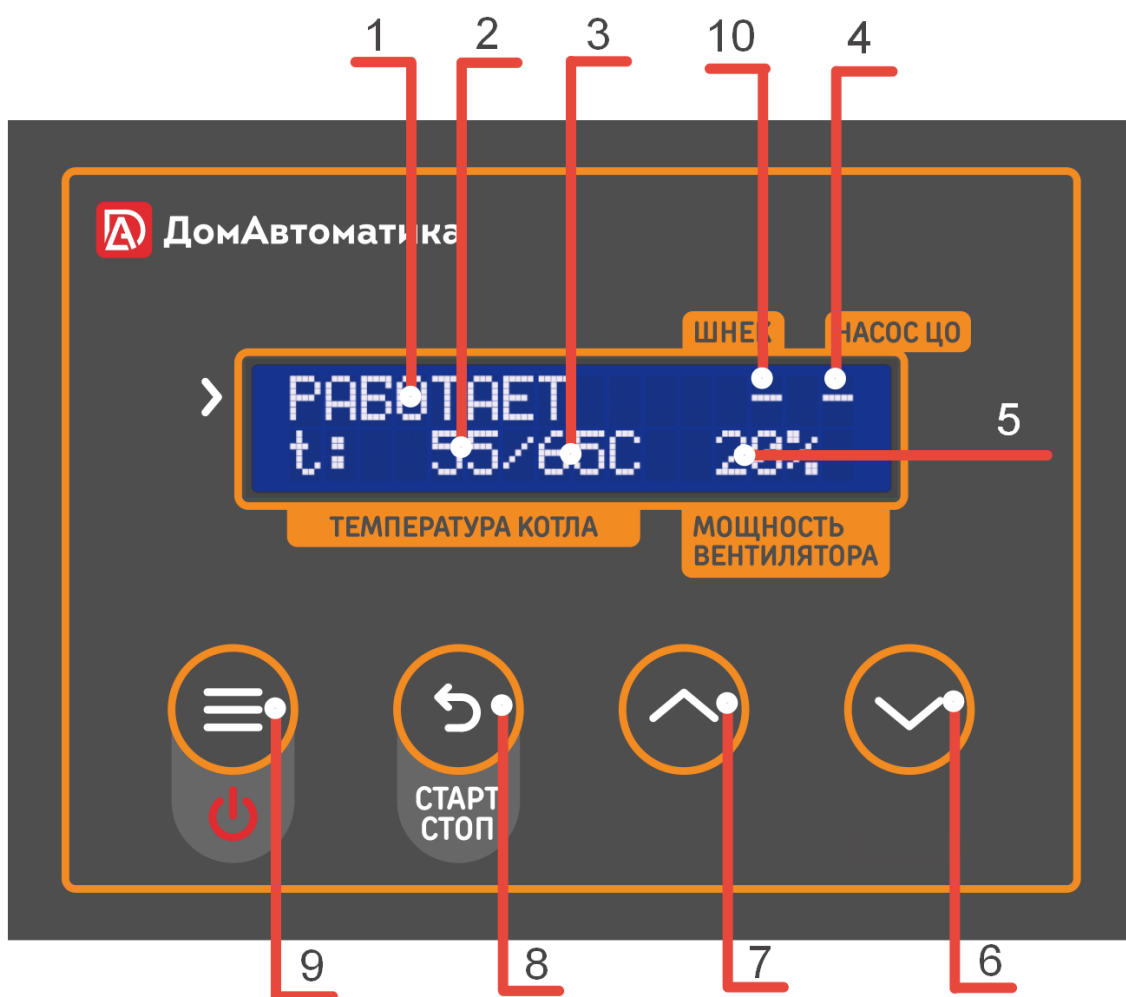 1 2 3 10 4
ДомАвтоматика
ШНЕК НАСОС ЦО
РАБОТАЕТ
t: 55/65C 20%
5
ТЕМПЕРАТУРА КОТЛА
МОЩНОСТЬ
ВЕНТИЛЯТОРА
СТАРТ
СТОП
9 8 7 6